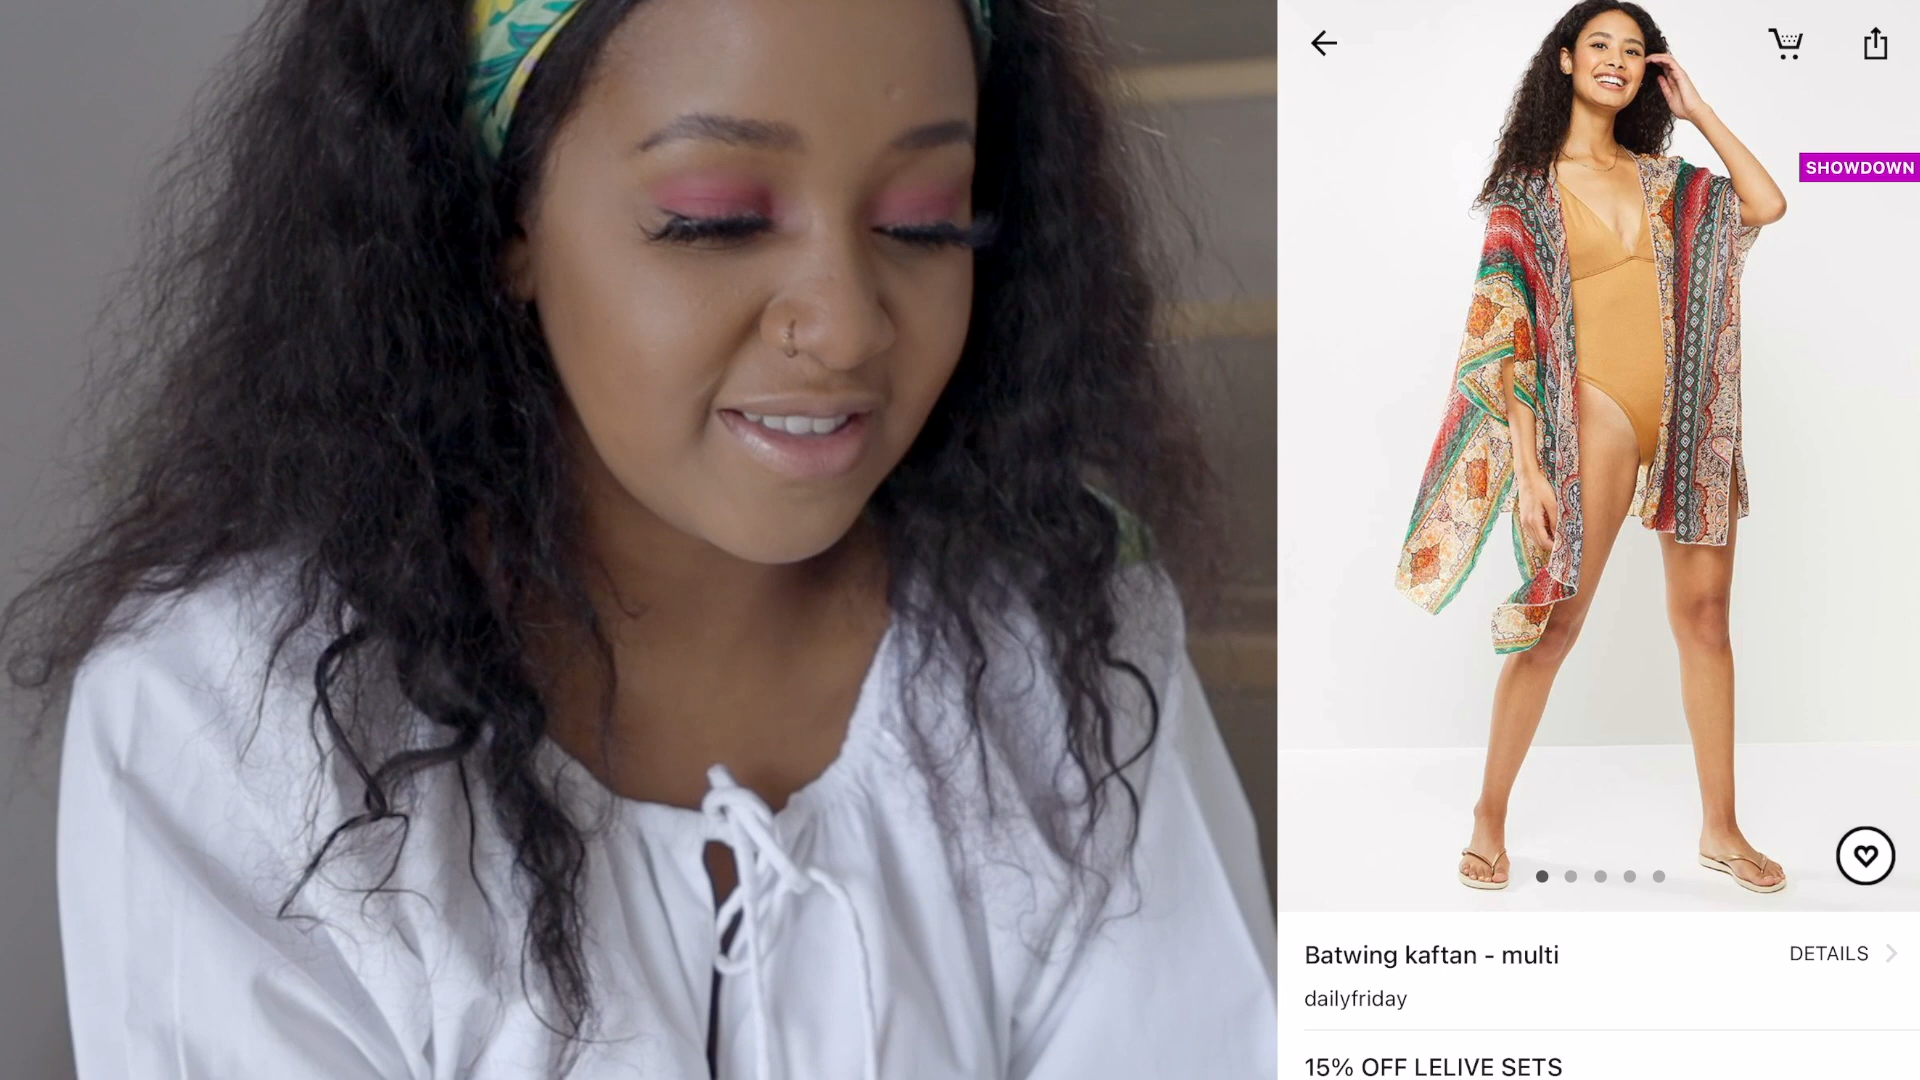 SHOWDOWN
Batwing kaftan - multi
DETAILS
dailyfriday
15% OFF LELIVE SETS